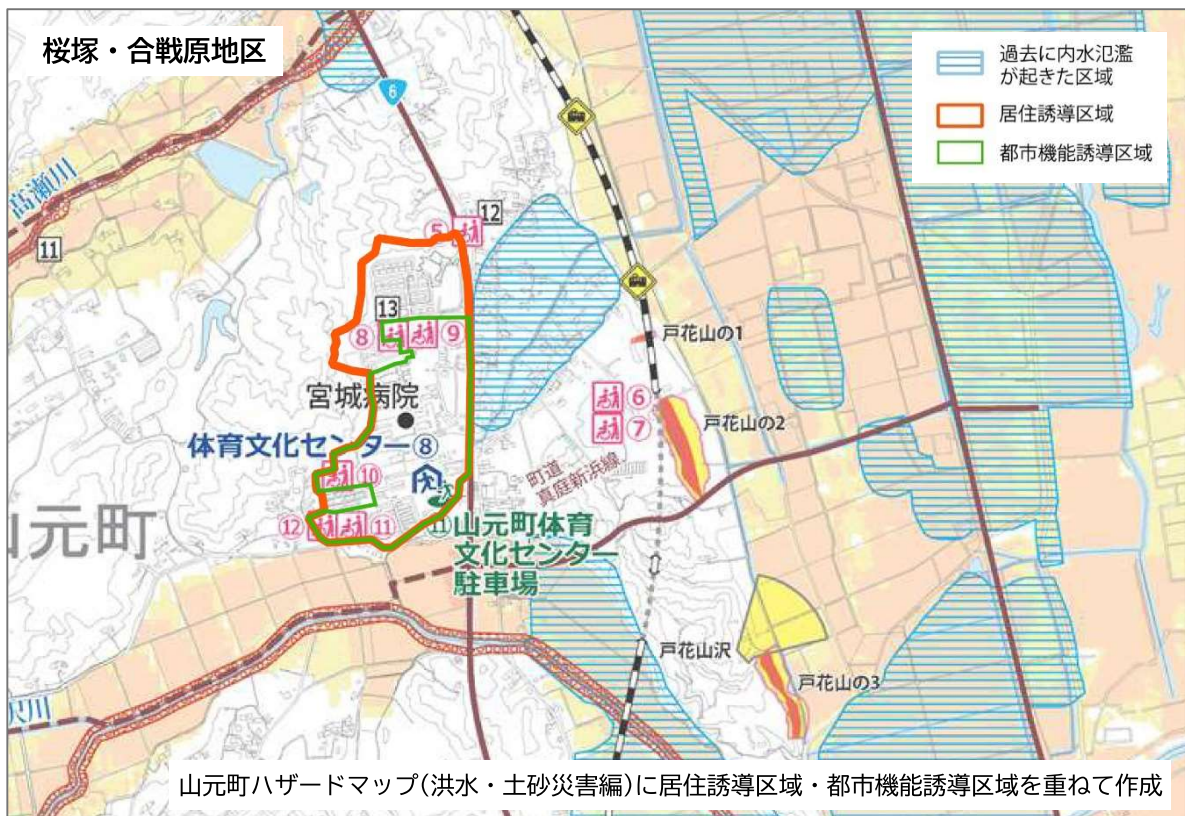 桜塚・合戦原地区
過去に内水氾濫
が起きた区域
居住誘導区域
都市機能誘導区域
6
高瀬川
11
⑤
12
13
⑧
⑨
戸花山の1
宮城病院
⑥
⑦
戸花山の2
体育文化センター⑧
町道
真庭新浜線
⑩
山元町
⑫
⑪
⑪山元町体育
文化センター
駐車場
戸花山沢
戸花山の3
沢川
山元町ハザードマップ(洪水・土砂災害編)に居住誘導区域・都市機能誘導区域を重ねて作成